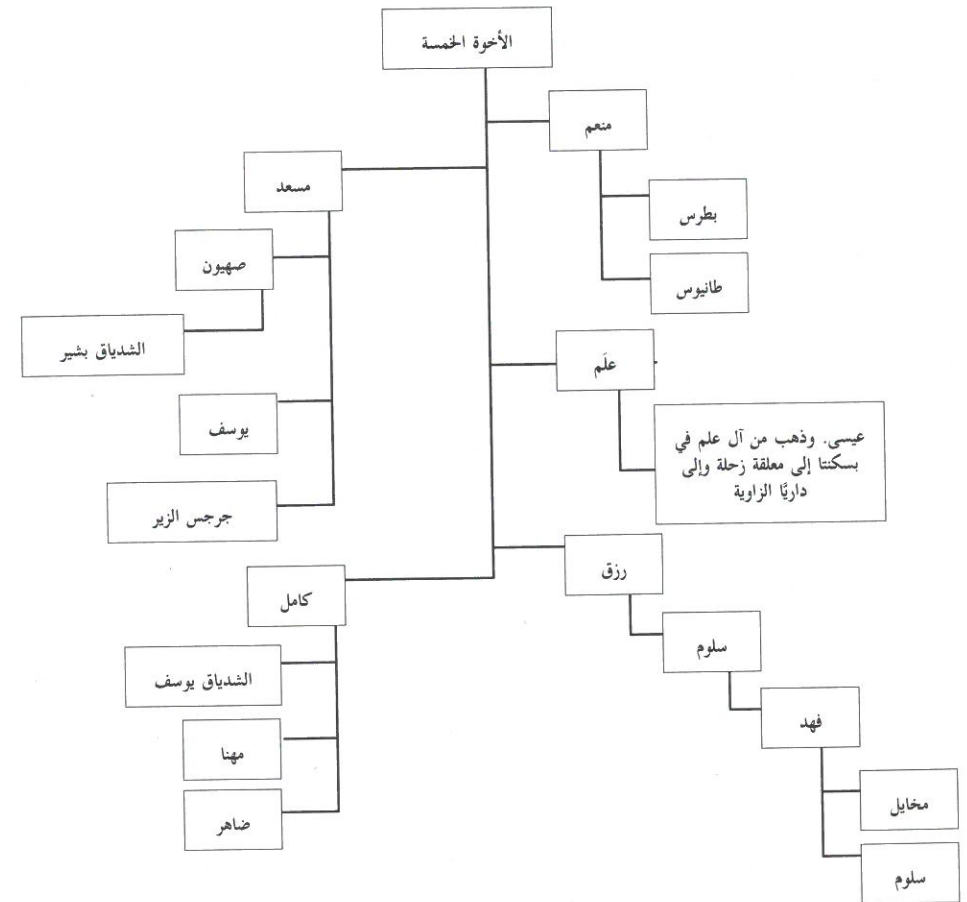 الأخوة الخمسة
منعم
مسعد
بطرس
صهيون
طانيوس
الشدياق بشير
علَم
يوسف
عيسى. وذهب من آل علم في
بسكنتا إلى معلقة زحلة وإلى
داريًا الزاوية
جرجس الزير
رزق
كامل
سلوم
الشدياق يوسف
فهد
مهنا
مخايل
ضاهر
سلوم